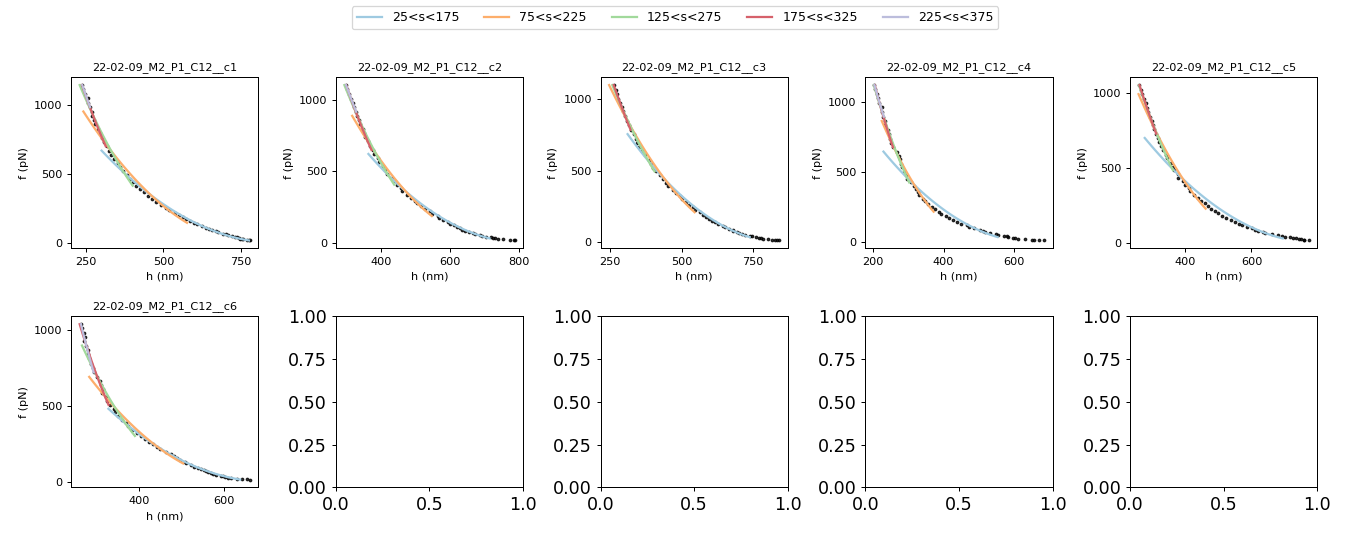 25<s<175 75<s<225 125<s<275 175<s<325 225<s<375
22-02-09_M2_P1_C12__c1 22-02-09_M2_P1_C12__c2 22-02-09_M2_P1_C12__c3 22-02-09_M2_P1_C12__c4 22-02-09_M2_P1_C12__c5
1000 1000 1000 1000 1000
f (pN) f (pN) f (pN) f (pN) f (pN)
500 500 500 500 500
0 0 0 0 0
250 500 750 400 600 800 250 500 750 200 400 600 400 600
h (nm) h (nm) h (nm) h (nm) h (nm)
22-02-09_M2_P1_C12__c6
1000 1.00 1.00 1.00 1.00
0.75 0.75 0.75 0.75
f (pN)
500 0.50 0.50 0.50 0.50
0.25 0.25 0.25 0.25
0 0.00 0.00 0.00 0.00
400 600 0.0 0.5 1.0 0.0 0.5 1.0 0.0 0.5 1.0 0.0 0.5 1.0
h (nm)